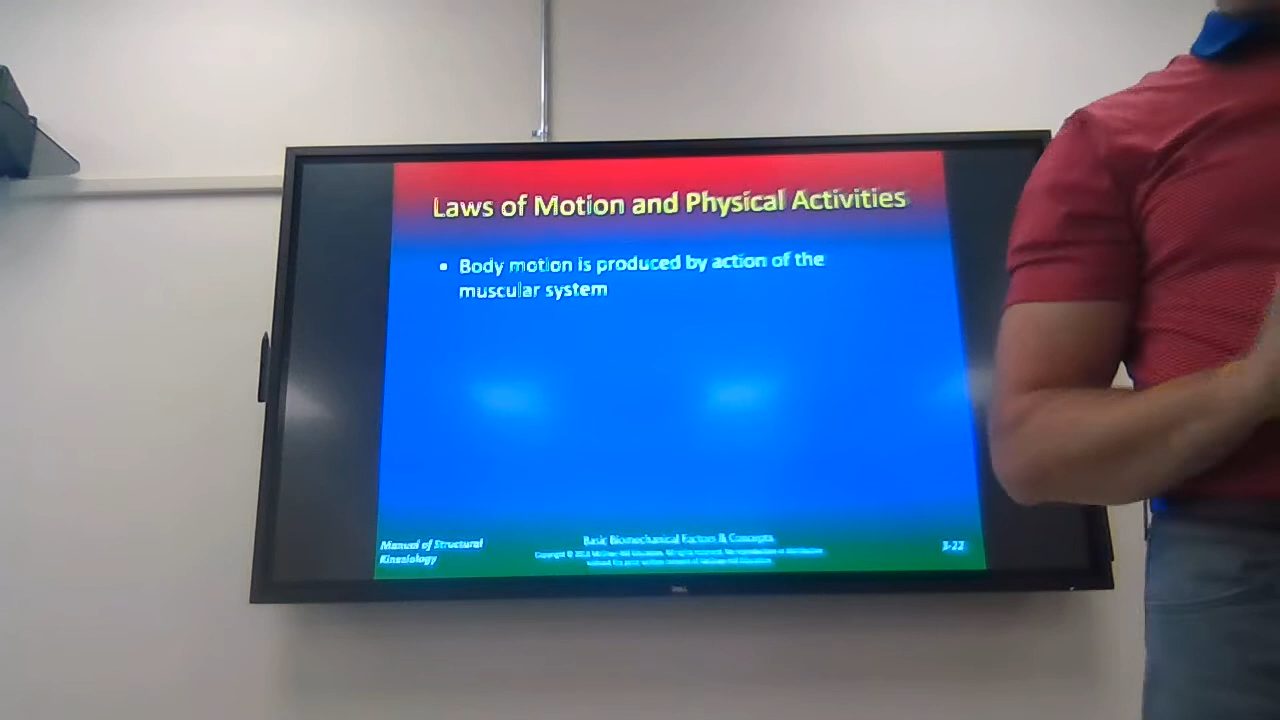 Laws of Motion and Physical Activities
• Body motion is produced by action of the
muscular system
Manual of Structural
Kinesiology
Basic Biomechanical Factors & Concepts
3-22
DELL